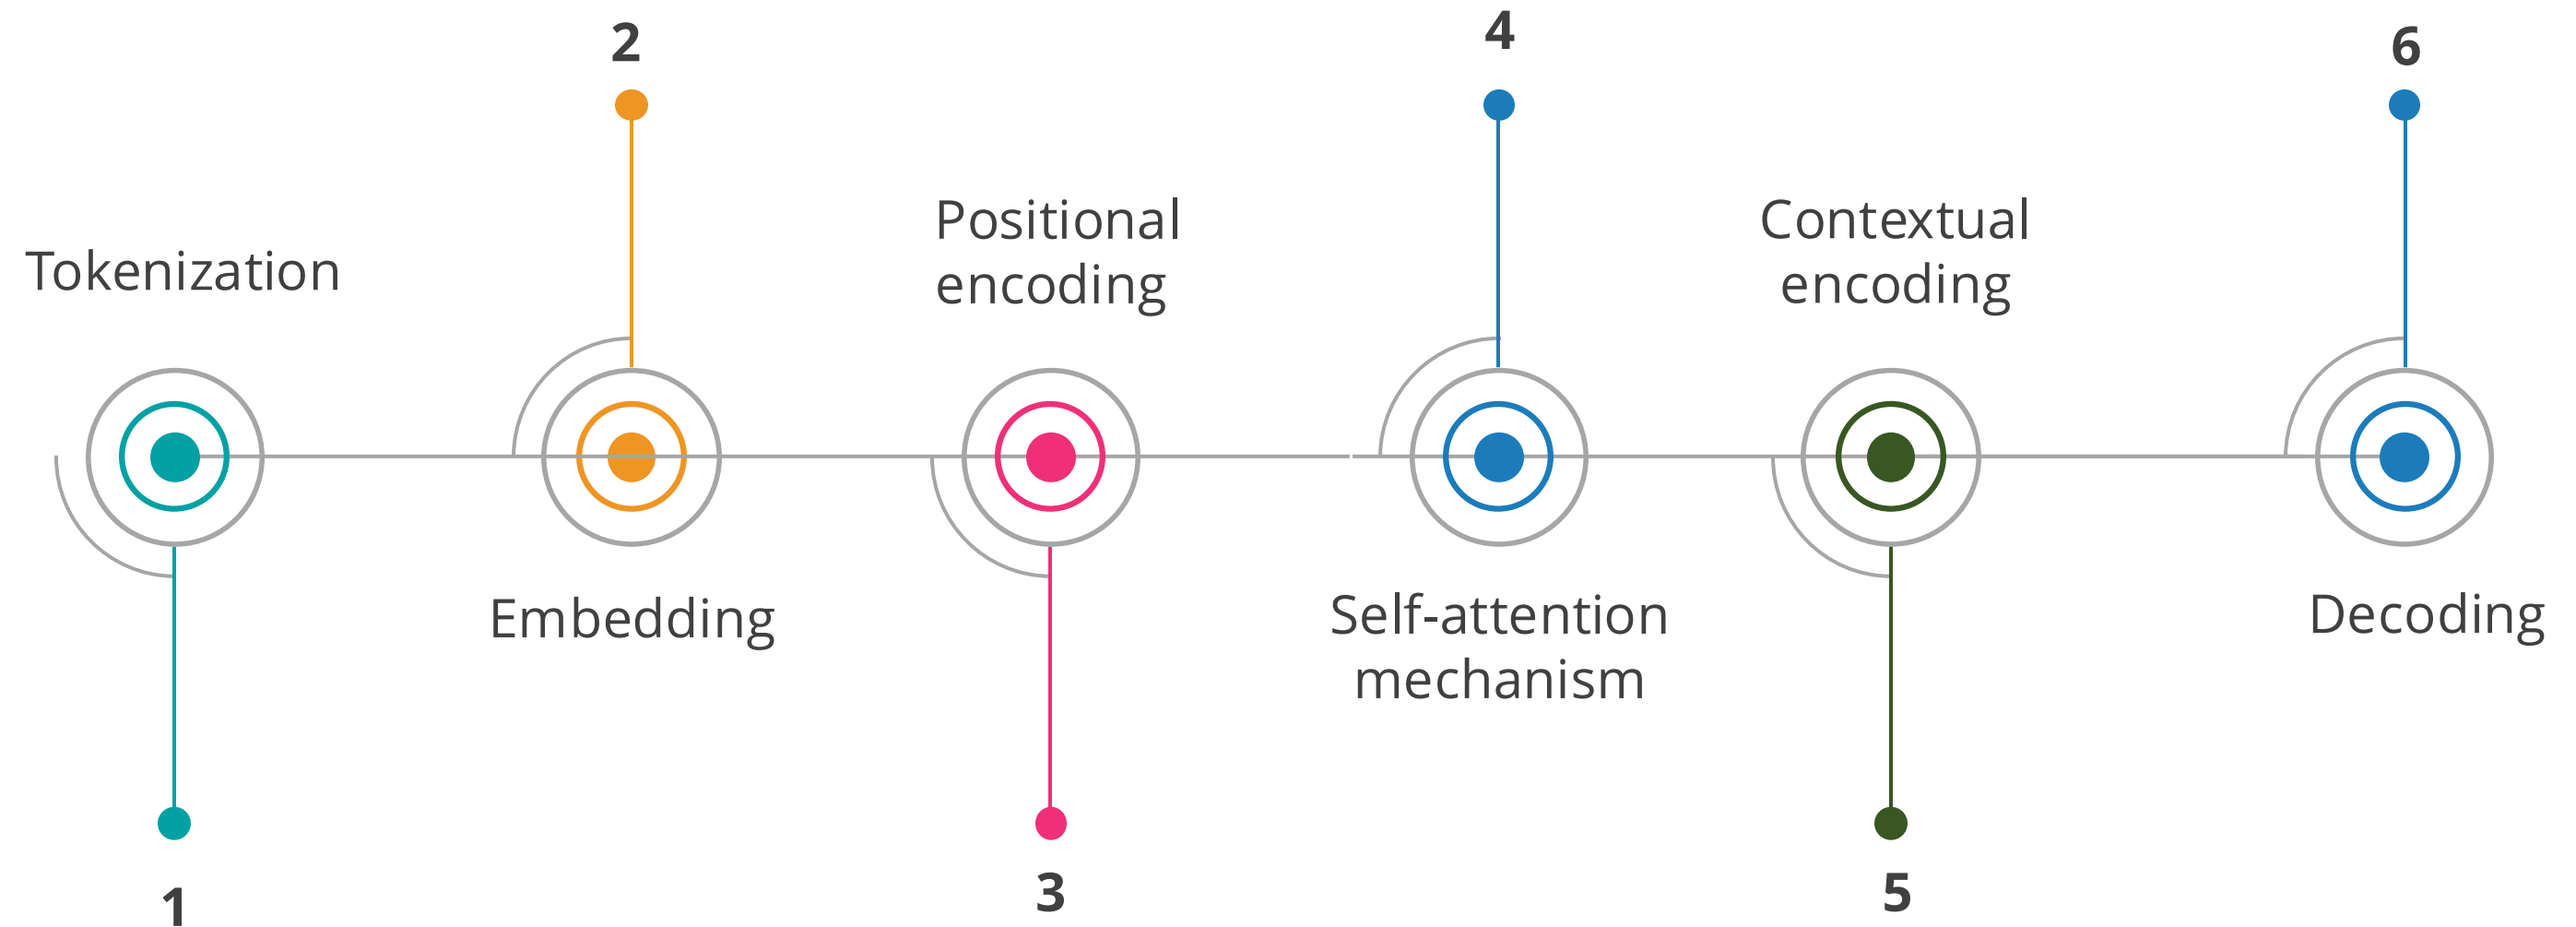 1
Tokenization
2
Embedding
3
Positional
encoding
4
Self-attention
mechanism
5
Contextual
encoding
6
Decoding